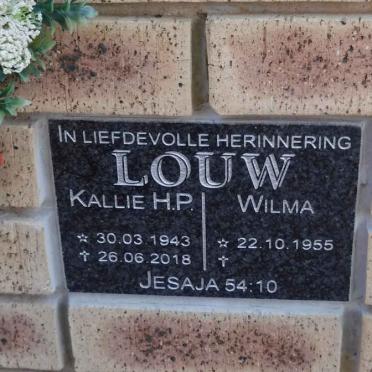 IN LIEFDEVOLLE HERINNERING
LOUW
KALLIE H.P. WILMA
☆ 30.03 1943 ☆ 22.10.1955
✝ 26.06.2018 ✝
JESAJA 54:10